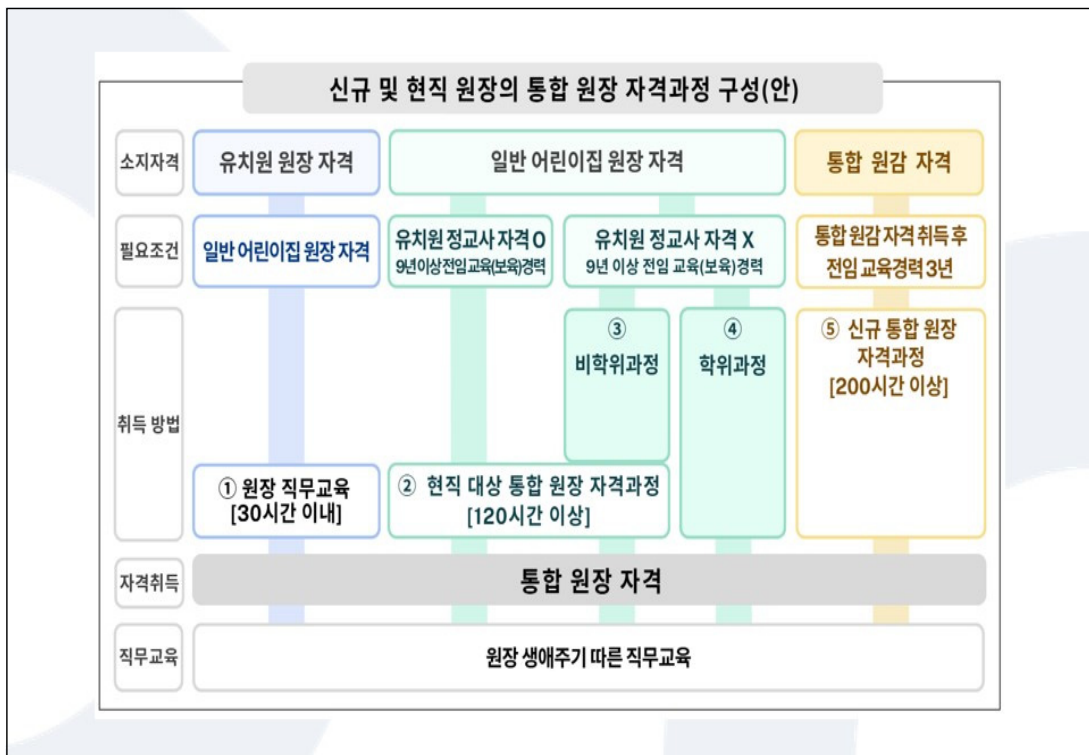 신규 및 현직 원장의 통합 원장 자격과정 구성(안)
소지자격
유치원 원장 자격
일반 어린이집 원장 자격
통합 원감 자격
필요조건
일반 어린이집 원장 자격
유치원 정교사 자격 O
9년이상 전임 교육(보육)경력
유치원 정교사 자격 X
9년 이상 전임 교육(보육)경력
통합 원감 자격 취득 후
전임 교육경력 3년
취득 방법
① 원장 직무교육
[30시간 이내]
② 현직 대상 통합 원장 자격과정
[120시간 이상]
③
비학위과정
④
학위과정
⑤ 신규 통합 원장
자격과정
[200시간 이상]
자격취득
통합 원장 자격
직무교육
원장 생애주기 따른 직무교육